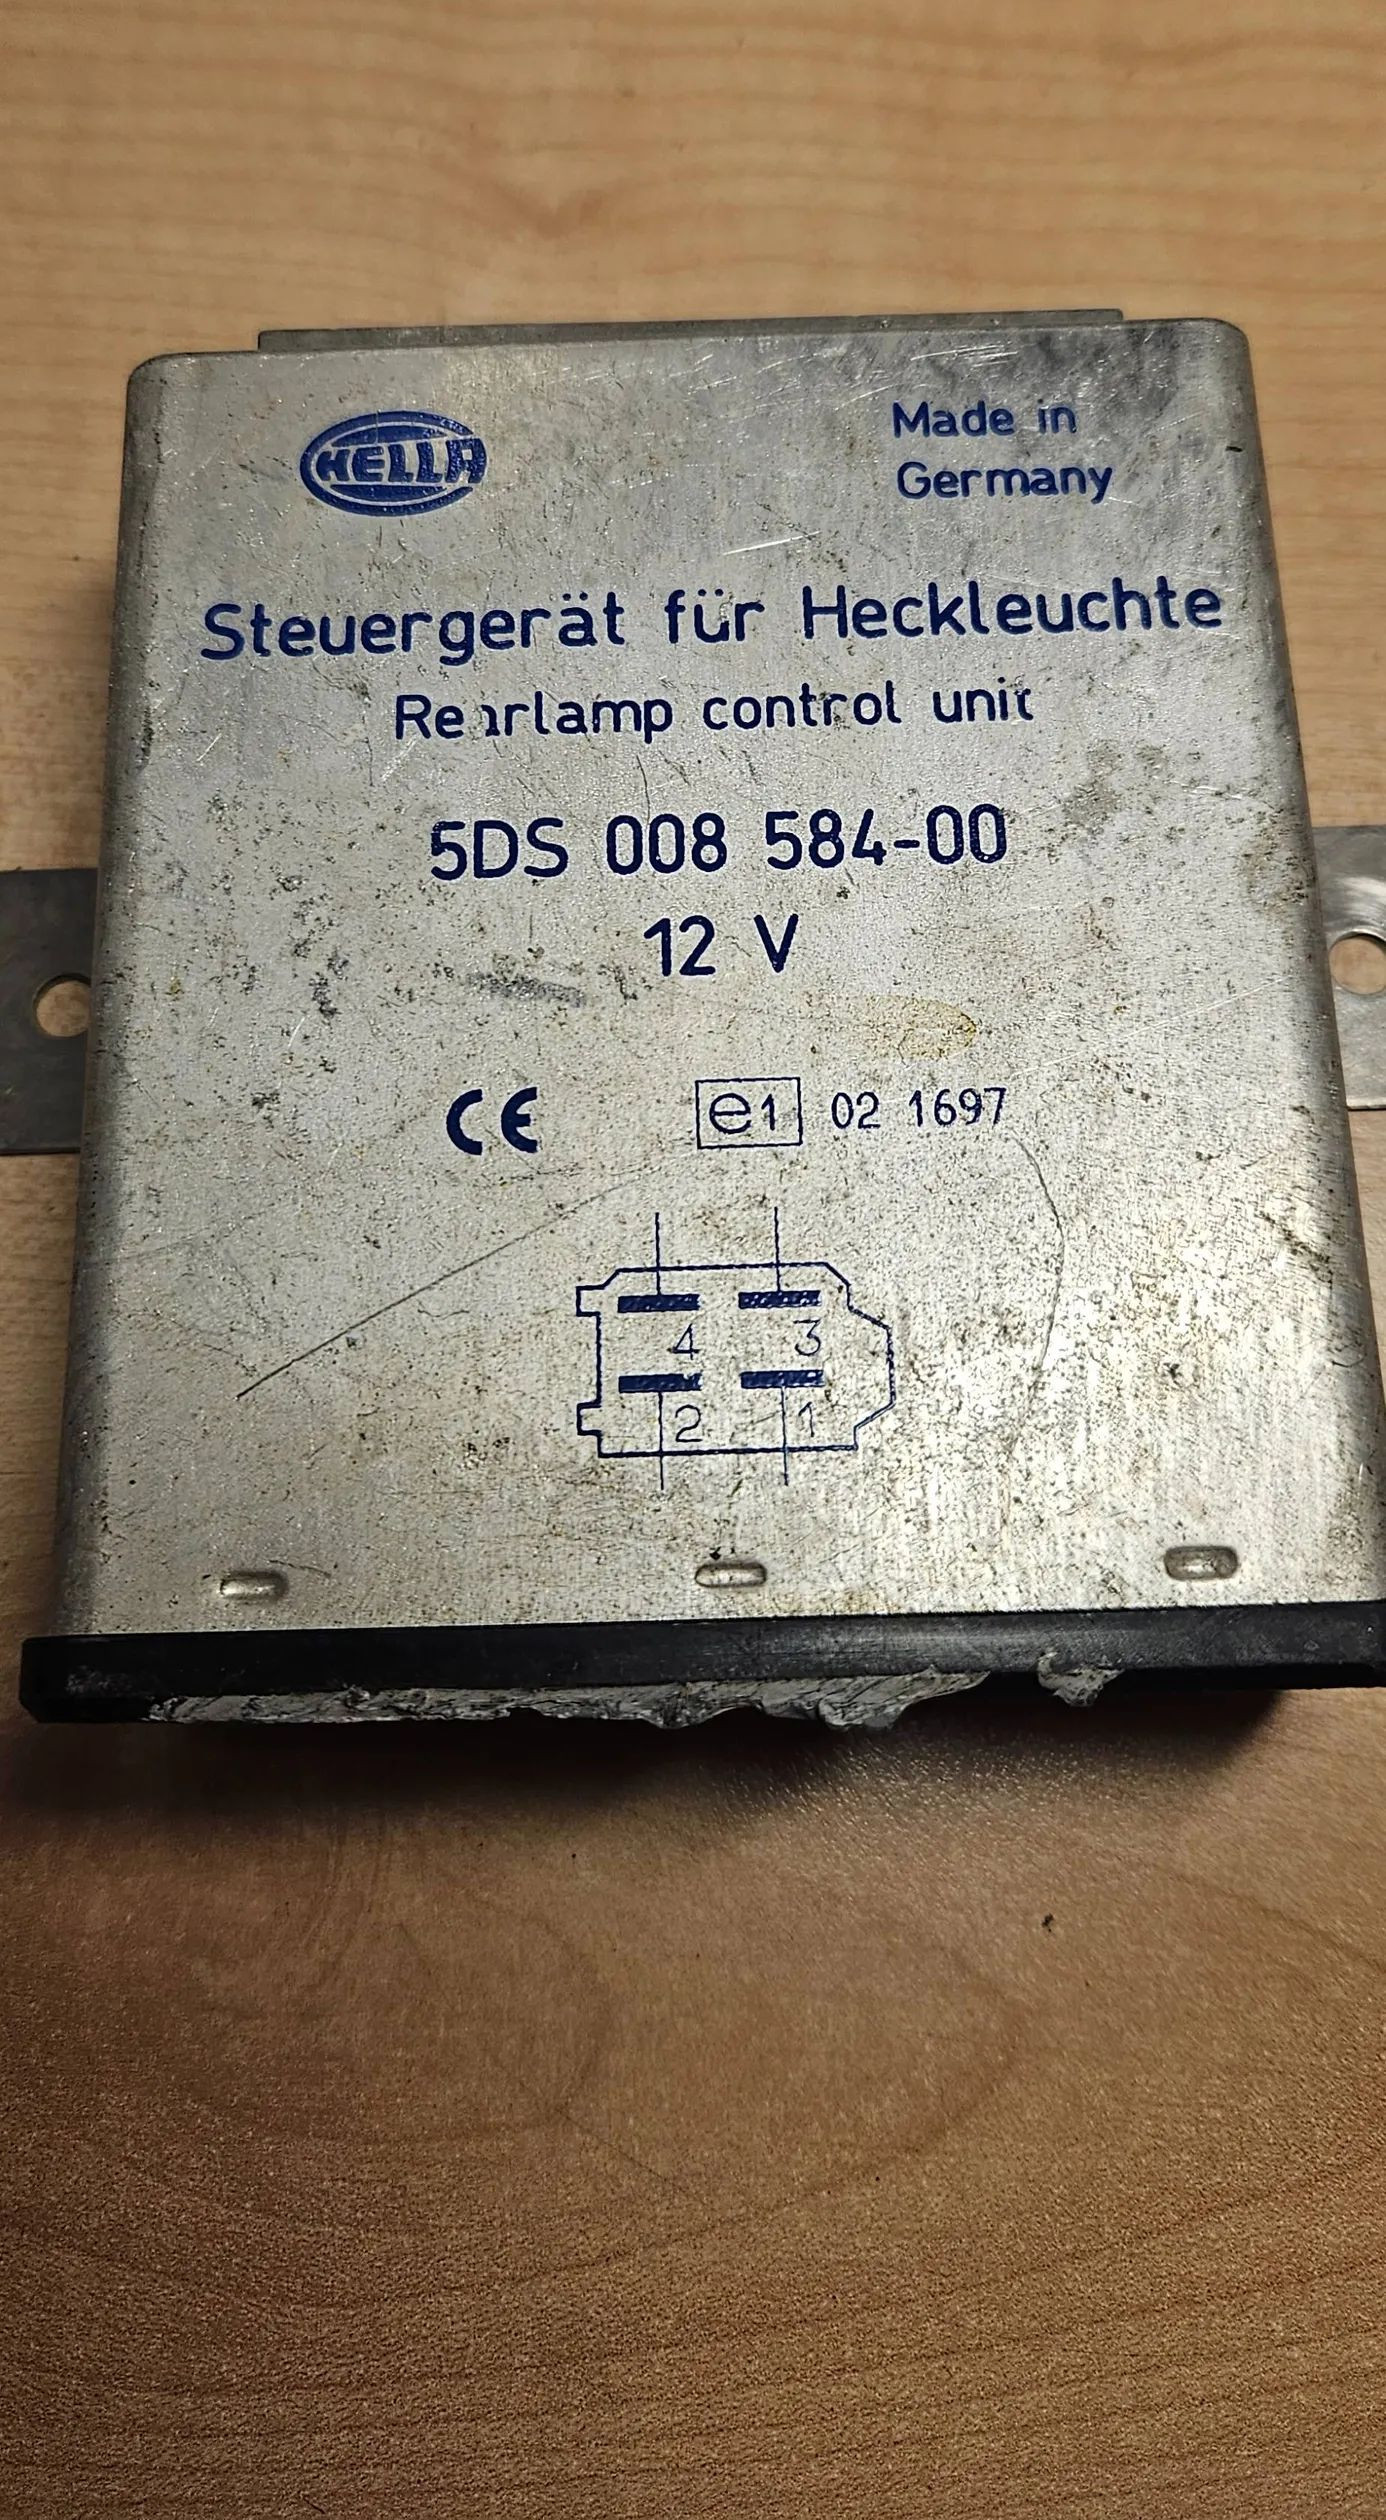 HELLA
Made in
Germany
Steuergerät für Heckleuchte
Rearlamp control unit
5DS 008 584-00
12 V
CE
e1 02 1697
4 3
2 1